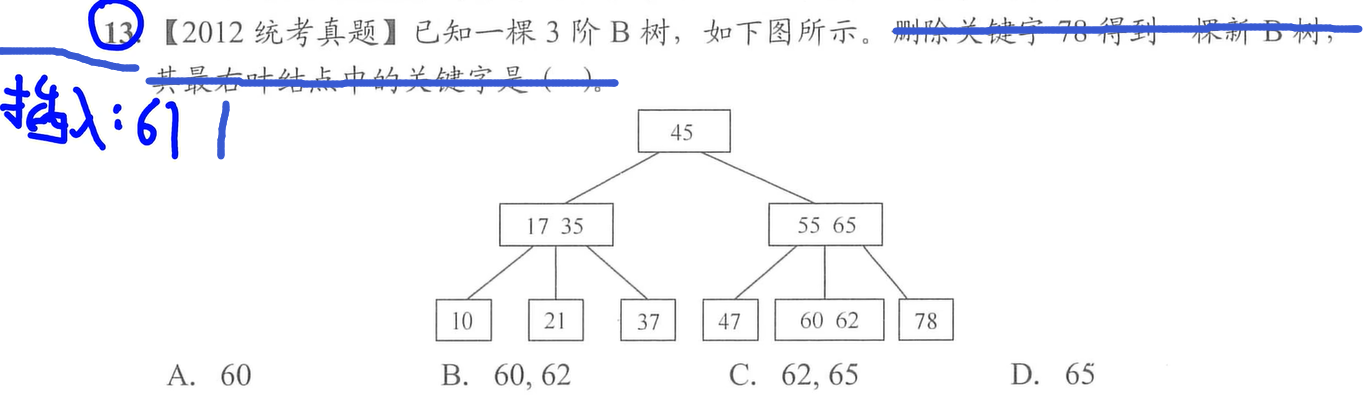 13. 【2012 统考真题】已知一棵 3 阶 B 树，如下图所示。删除关键字 78 得到一棵新 B 树，
其最右叶结点中的关键字是（ ）。
插入：61
45
17 35
55 65
10
21
37
47
60 62
78
A. 60
B. 60, 62
C. 62, 65
D. 65